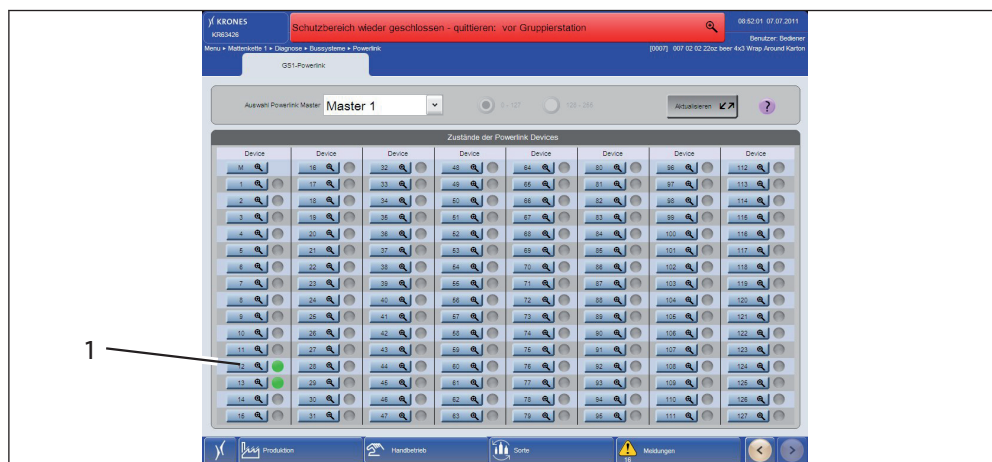 KRONES
KR63426
Schutzbereich wieder geschlossen - quittieren: vor Gruppierstation
08:52:01 07.07.2011
Benutzer: Bediener
Menu ▸ Mattenkette 1 ▸ Diagnose ▸ Bussysteme ▸ Powerlink
[0007] 007 02 02 22oz beer 4x3 Wrap Around Karton
GS1-Powerlink
Auswahl Powerlink Master Master 1 0 - 127 128 - 255 Aktualisieren ?
Zustände der Powerlink Devices
Device Device Device Device Device Device Device Device
M 16 32 48 64 80 96 112
1 17 33 49 65 81 97 113
2 18 34 50 66 82 98 114
3 19 35 51 67 83 99 115
4 20 36 52 68 84 100 116
5 21 37 53 69 85 101 117
6 22 38 54 70 86 102 118
7 23 39 55 71 87 103 119
8 24 40 56 72 88 104 120
9 25 41 57 73 89 105 121
10 26 42 58 74 90 106 122
11 27 43 59 75 91 107 123
1
12 28 44 60 76 92 108 124
13 29 45 61 77 93 109 125
14 30 46 62 78 94 110 126
15 31 47 63 79 95 111 127
Produktion Handbetrieb Sorte 16 Meldungen